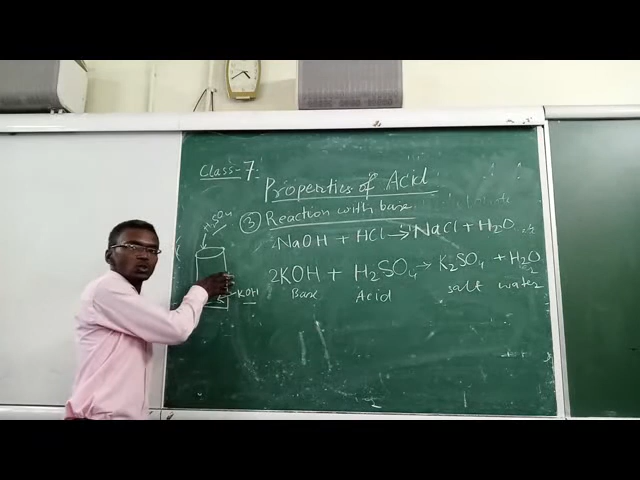 Class-7:
Properties of Acid
③ Reaction with base
NaOH + HCl → NaCl + H₂O
2KOH + H₂SO₄ → K₂SO₄ + H₂O
Base Acid salt water
H₂SO₄
KOH